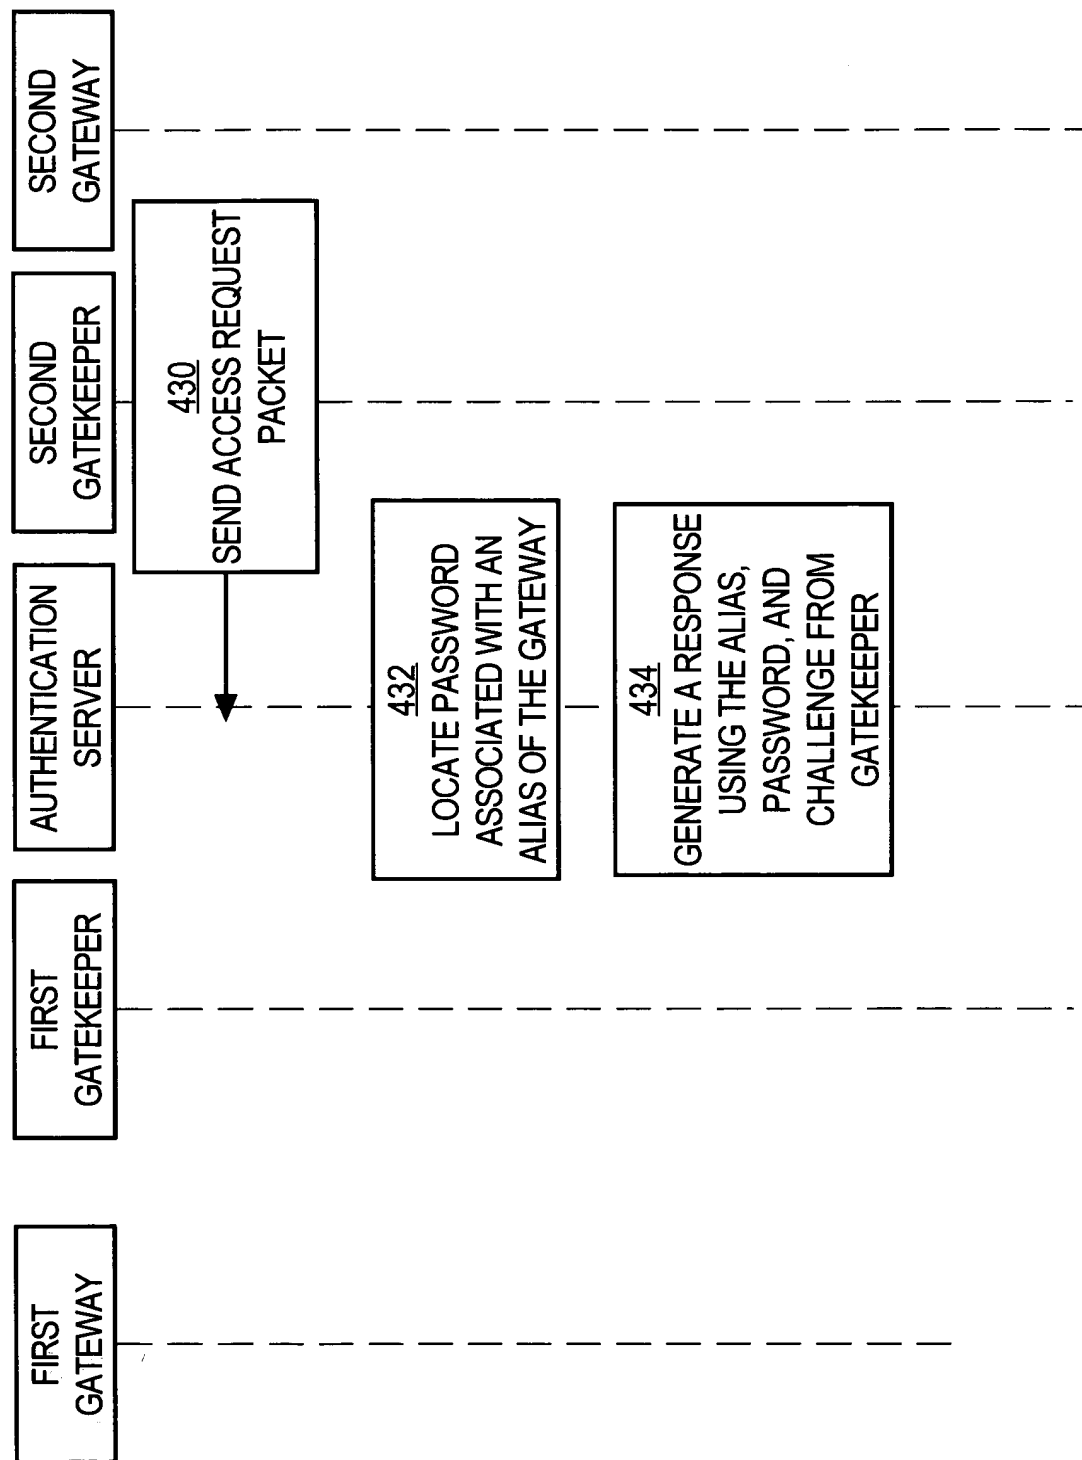 FIRST
GATEWAY
FIRST
GATEKEEPER
AUTHENTICATION
SERVER
SECOND
GATEKEEPER
SECOND
GATEWAY
430
SEND ACCESS REQUEST
PACKET
432
LOCATE PASSWORD
ASSOCIATED WITH AN
ALIAS OF THE GATEWAY
434
GENERATE A RESPONSE
USING THE ALIAS,
PASSWORD, AND
CHALLENGE FROM
GATEKEEPER